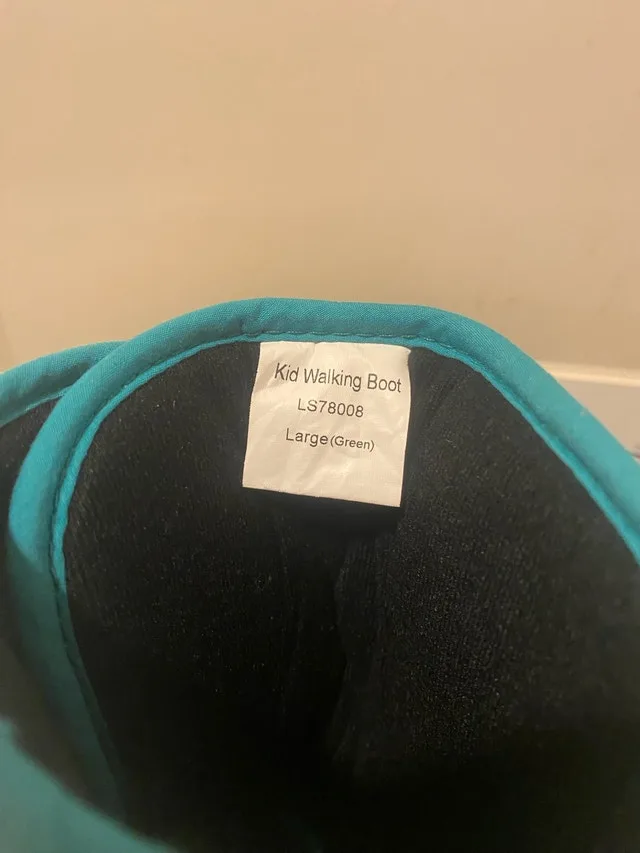 Kid Walking Boot
LS78008
Large(Green)